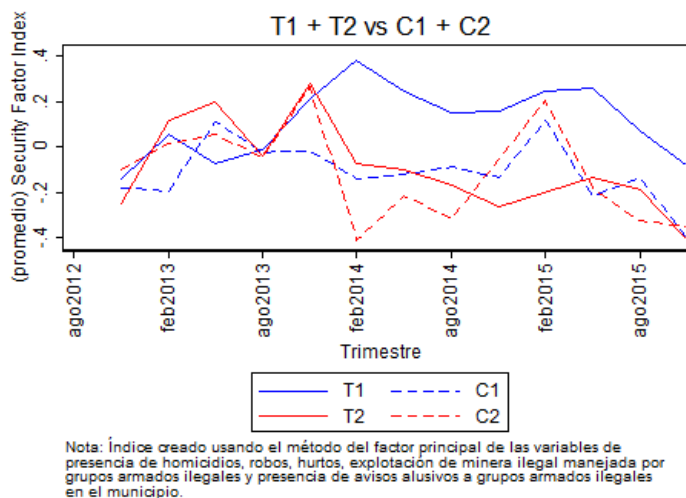 T1 + T2 vs C1 + C2
(promedio) Security Factor Index
.4
.2
0
-.2
-.4
ago2012
feb2013
ago2013
feb2014
ago2014
feb2015
ago2015
Trimestre
T1
C1
T2
C2
Nota: Índice creado usando el método del factor principal de las variables de
presencia de homicidios, robos, hurtos, explotación de minera ilegal manejada por
grupos armados ilegales y presencia de avisos alusivos a grupos armados ilegales
en el municipio.